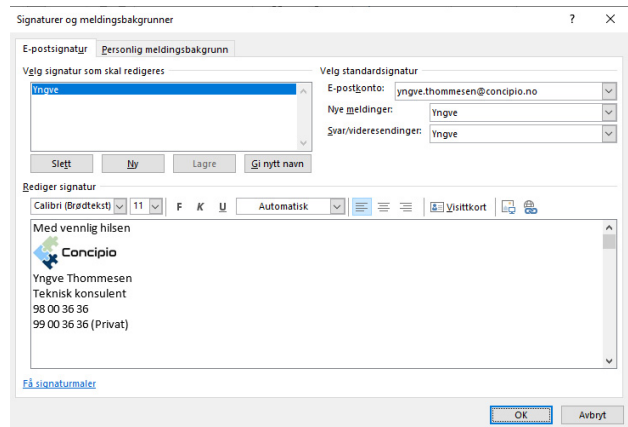 Signaturer og meldingsbakgrunner ? ×
E-postsignatur Personlig meldingsbakgrunn
Velg signatur som skal redigeres
Yngve
Slett Ny Lagre Gi nytt navn
Velg standardsignatur
E-postkonto: yngve.thommesen@concipio.no
Nye meldinger: Yngve
Svar/videresendinger: Yngve
Rediger signatur
Calibri (Brødtekst) 11 F K U Automatisk Visittkort
Med vennlig hilsen
Concipio
Yngve Thommesen
Teknisk konsulent
98 00 36 36
99 00 36 36 (Privat)
Få signaturmaler
OK Avbryt